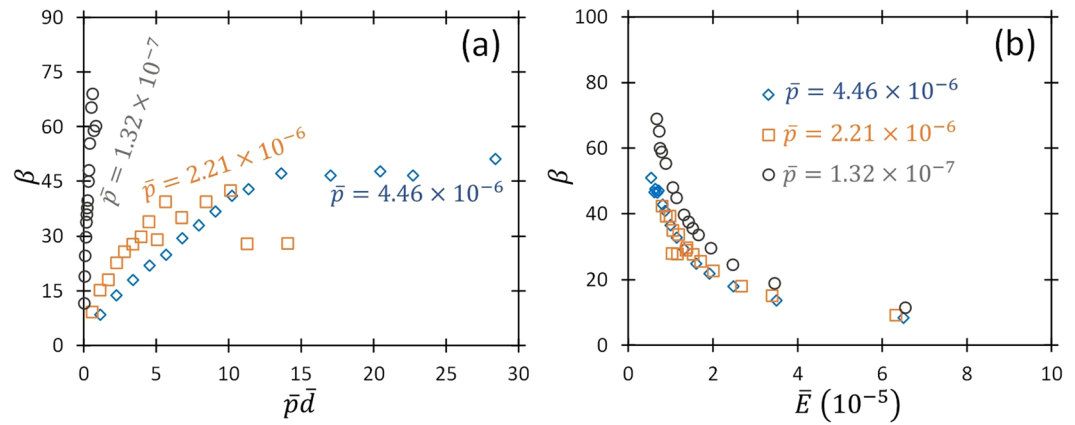 (a)
90
75
60
45
30
15
0
β
0 5 10 15 20 25 30
p̄d̄
p̄ = 1.32 × 10⁻⁷
p̄ = 2.21 × 10⁻⁶
p̄ = 4.46 × 10⁻⁶
(b)
100
80
60
40
20
0
β
0 2 4 6 8 10
Ē (10⁻⁵)
p̄ = 4.46 × 10⁻⁶
p̄ = 2.21 × 10⁻⁶
p̄ = 1.32 × 10⁻⁷